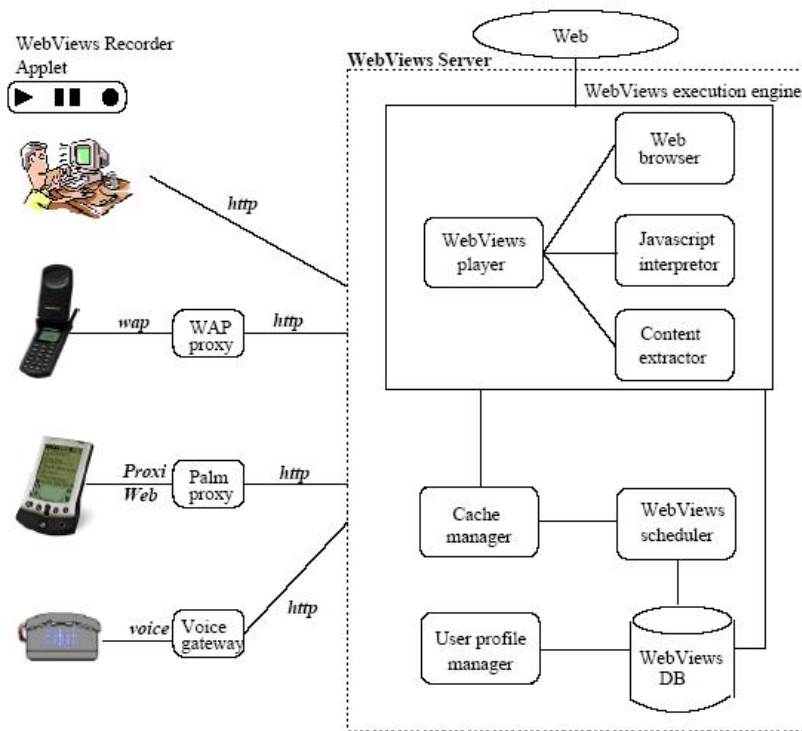 Web
WebViews Recorder
Applet
WebViews Server
WebViews execution engine
Web
browser
http
WebViews
player
Javascript
interpretor
wap
WAP
proxy
http
Content
extractor
Proxi
Web
Palm
proxy
http
Cache
manager
WebViews
scheduler
http
voice
Voice
gateway
User profile
manager
WebViews
DB